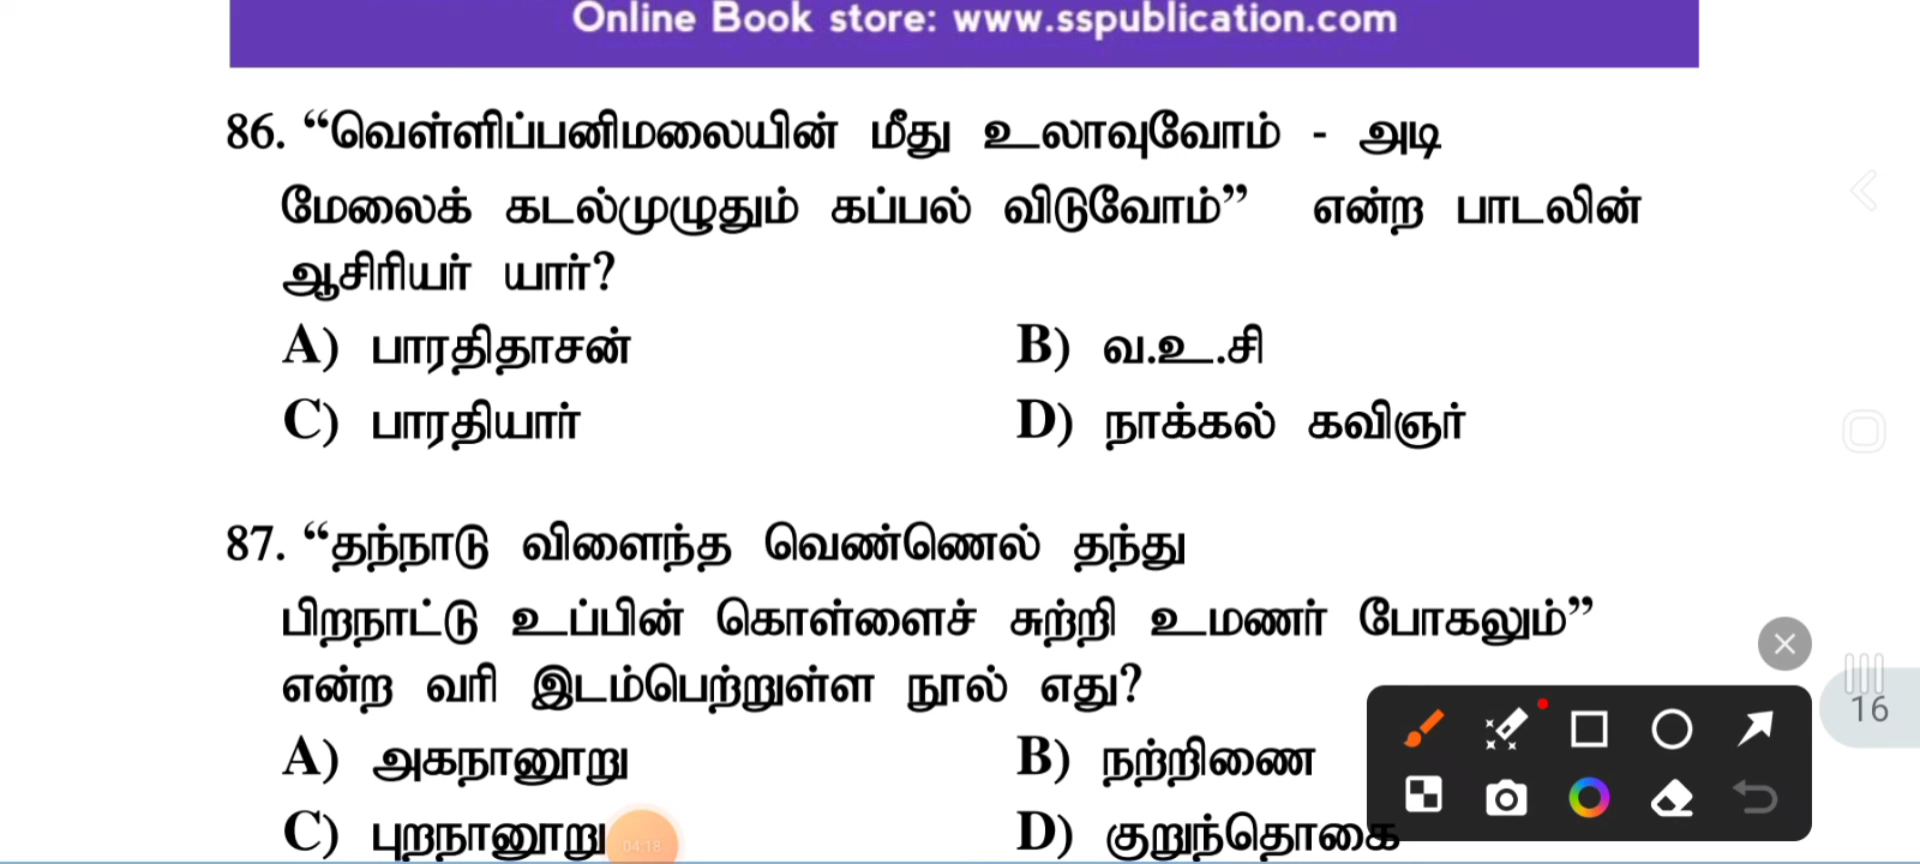 Online Book store: www.sspublication.com
86. “வெள்ளிப்பனிமலையின் மீது உலாவுவோம் - அடி
மேலைக் கடல்முழுதும் கப்பல் விடுவோம்” என்ற பாடலின்
ஆசிரியர் யார்?
A) பாரதிதாசன் B) வ.உ.சி
C) பாரதியார் D) நாக்கல் கவிஞர்
87. “தந்நாடு விளைந்த வெண்ணெல் தந்து
பிறநாட்டு உப்பின் கொள்ளைச் சுற்றி உமணர் போகலும்”
என்ற வரி இடம்பெற்றுள்ள நூல் எது?
A) அகநானூறு B) நற்றிணை
C) புறநானூறு D) குறுந்தொகை
04:18
16